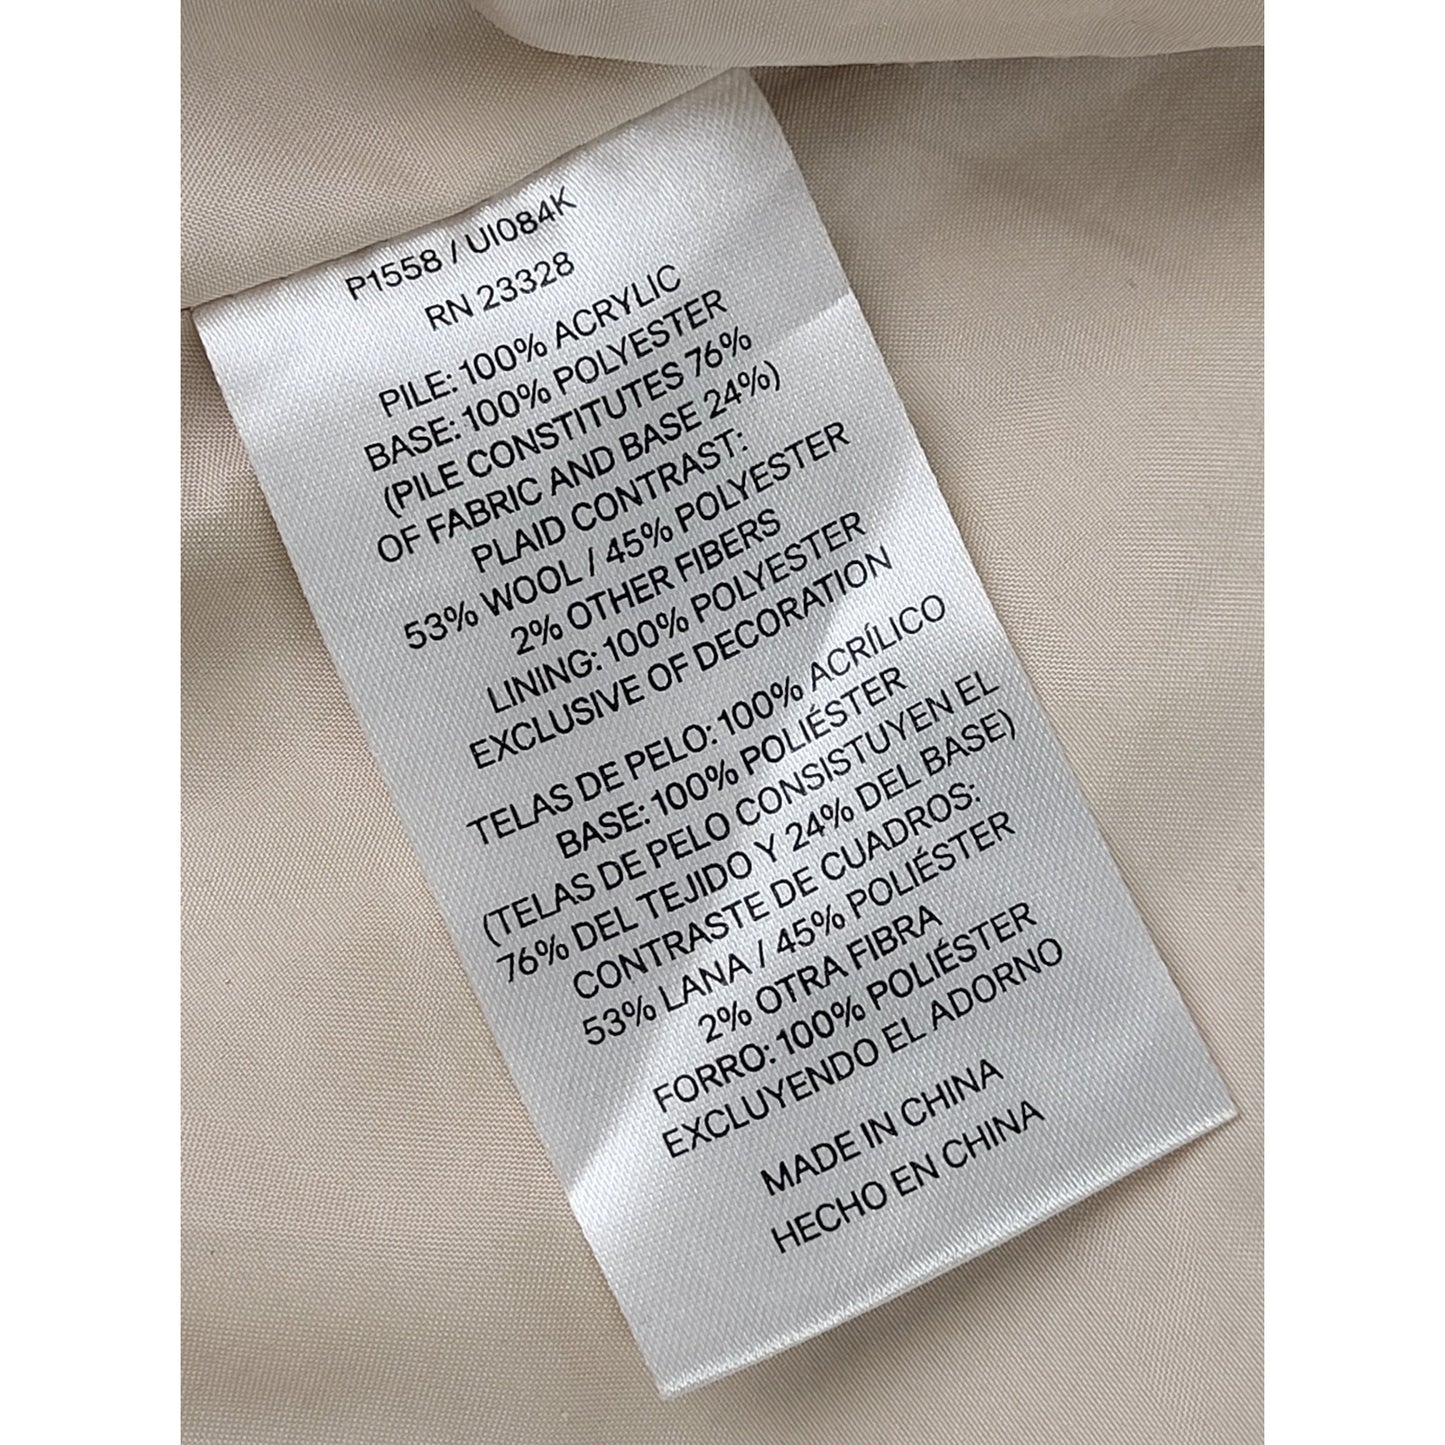 P1558 / UI084K
RN 23328
PILE: 100% ACRYLIC
BASE: 100% POLYESTER
(PILE CONSTITUTES 76%
OF FABRIC AND BASE 24%)
PLAID CONTRAST:
53% WOOL / 45% POLYESTER
2% OTHER FIBERS
LINING: 100% POLYESTER
EXCLUSIVE OF DECORATION
TELAS DE PELO: 100% ACRÍLICO
BASE: 100% POLIÉSTER
(TELAS DE PELO CONSISTUYEN EL
76% DEL TEJIDO Y 24% DEL BASE)
CONTRASTE DE CUADROS:
53% LANA / 45% POLIÉSTER
2% OTRA FIBRA
FORRO: 100% POLIÉSTER
EXCLUYENDO EL ADORNO
MADE IN CHINA
HECHO EN CHINA